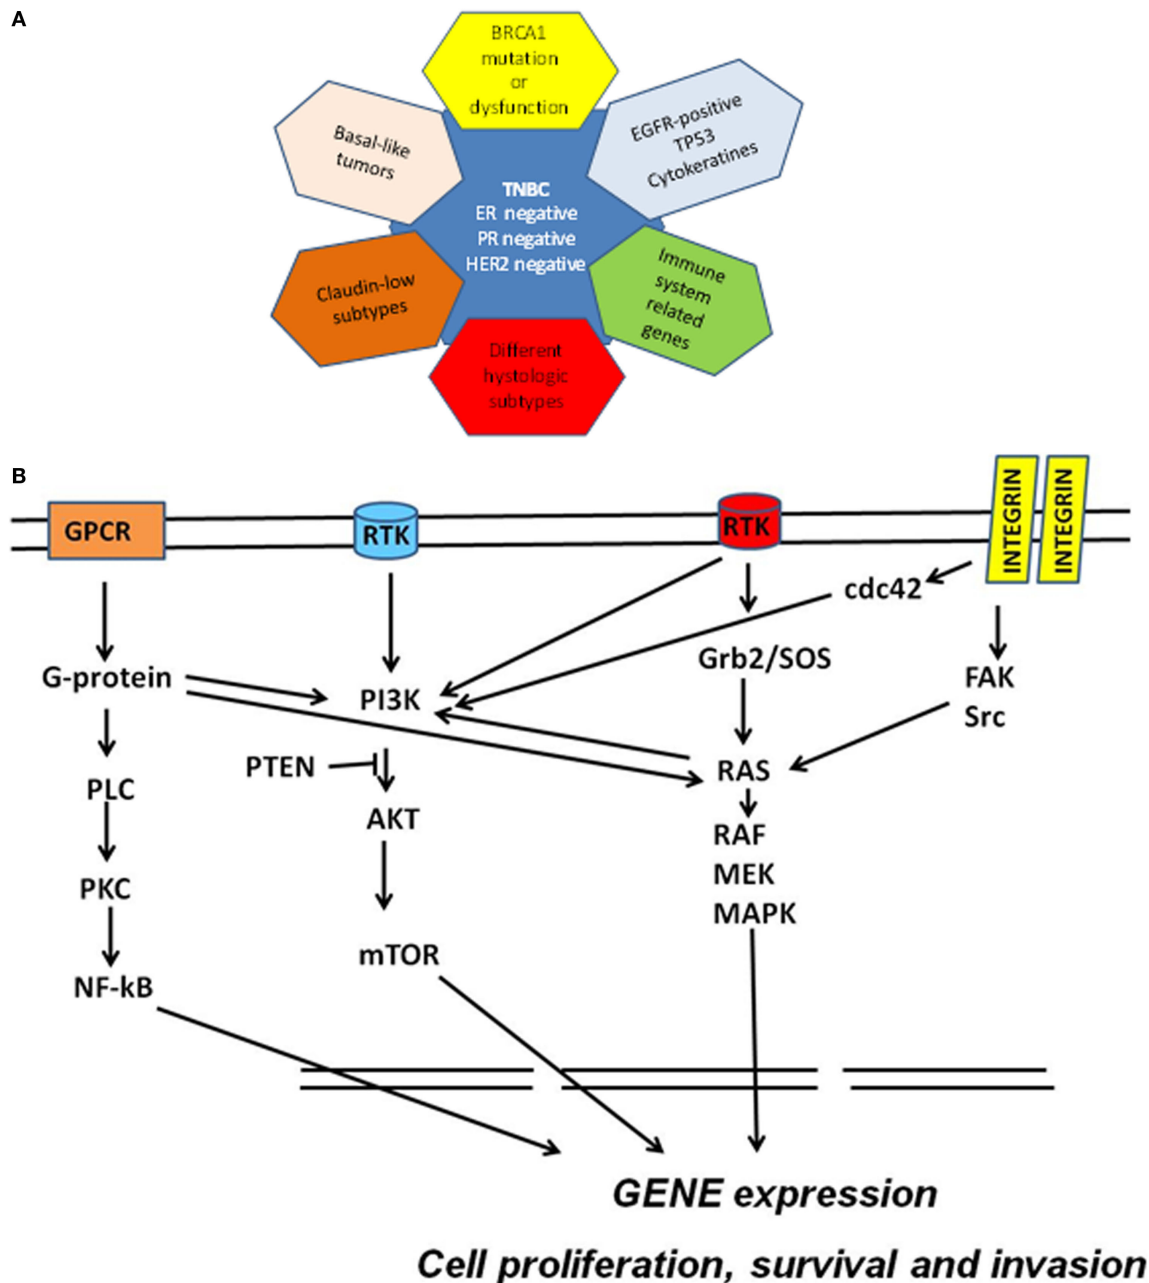 A
BRCA1
mutation
or
dysfunction
Basal-like
tumors
EGFR-positive
TP53
Cytokeratines
TNBC
ER negative
PR negative
HER2 negative
Claudin-low
subtypes
Immune
system
related
genes
Different
hystologic
subtypes
B
GPCR
RTK
RTK
INTEGRIN
INTEGRIN
cdc42
G-protein
PI3K
Grb2/SOS
FAK
Src
PTEN
RAS
PLC
AKT
RAF
MEK
MAPK
PKC
mTOR
NF-kB
GENE expression
Cell proliferation, survival and invasion